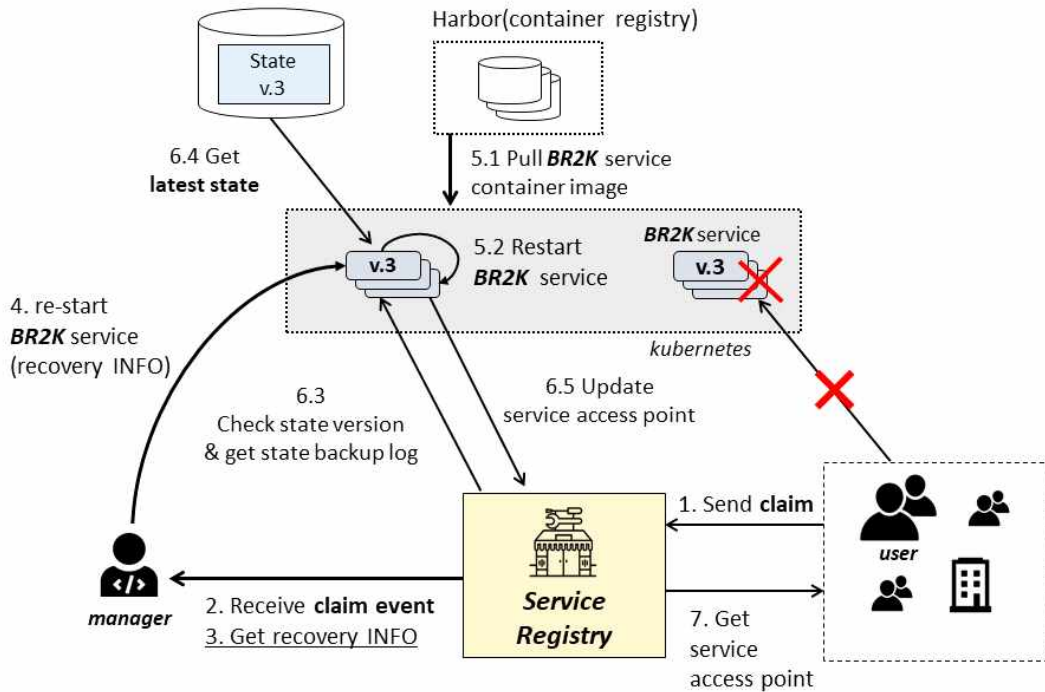 Harbor(container registry)
State
v.3
6.4 Get
latest state
5.1 Pull BR2K service
container image
v.3
5.2 Restart
BR2K service
BR2K service
v.3
kubernetes
4. re-start
BR2K service
(recovery INFO)
6.3
Check state version
& get state backup log
6.5 Update
service access point
1. Send claim
user
</>
manager
2. Receive claim event
3. Get recovery INFO
Service
Registry
7. Get
service
access point